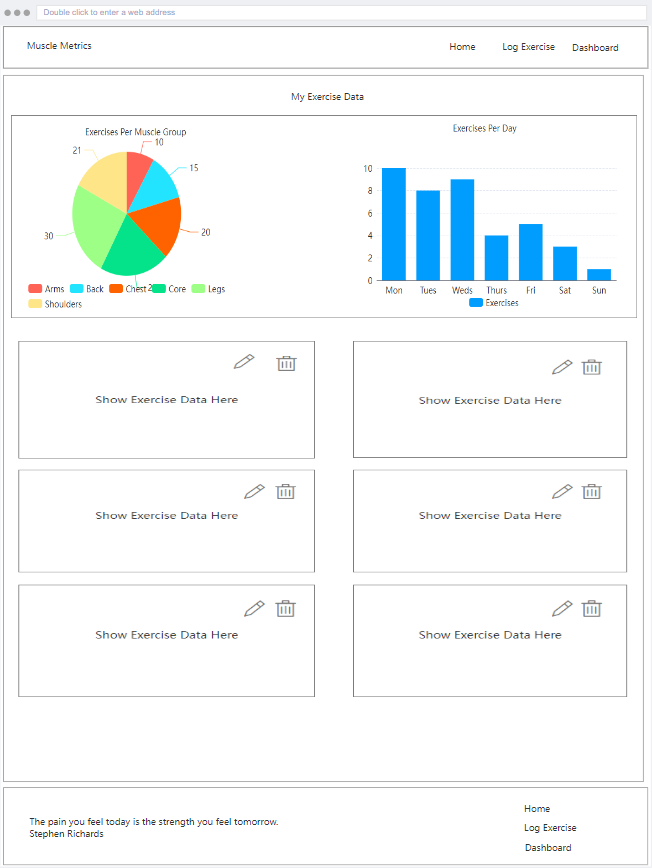 Double click to enter a web address
Muscle Metrics
Home
Log Exercise
Dashboard
My Exercise Data
Exercises Per Muscle Group
10
15
20
30
21
Arms
Back
Chest
Core
Legs
Shoulders
Exercises Per Day
10
8
6
4
2
0
Mon
Tues
Weds
Thurs
Fri
Sat
Sun
Exercises
Show Exercise Data Here
Show Exercise Data Here
Show Exercise Data Here
Show Exercise Data Here
Show Exercise Data Here
Show Exercise Data Here
The pain you feel today is the strength you feel tomorrow.
Stephen Richards
Home
Log Exercise
Dashboard